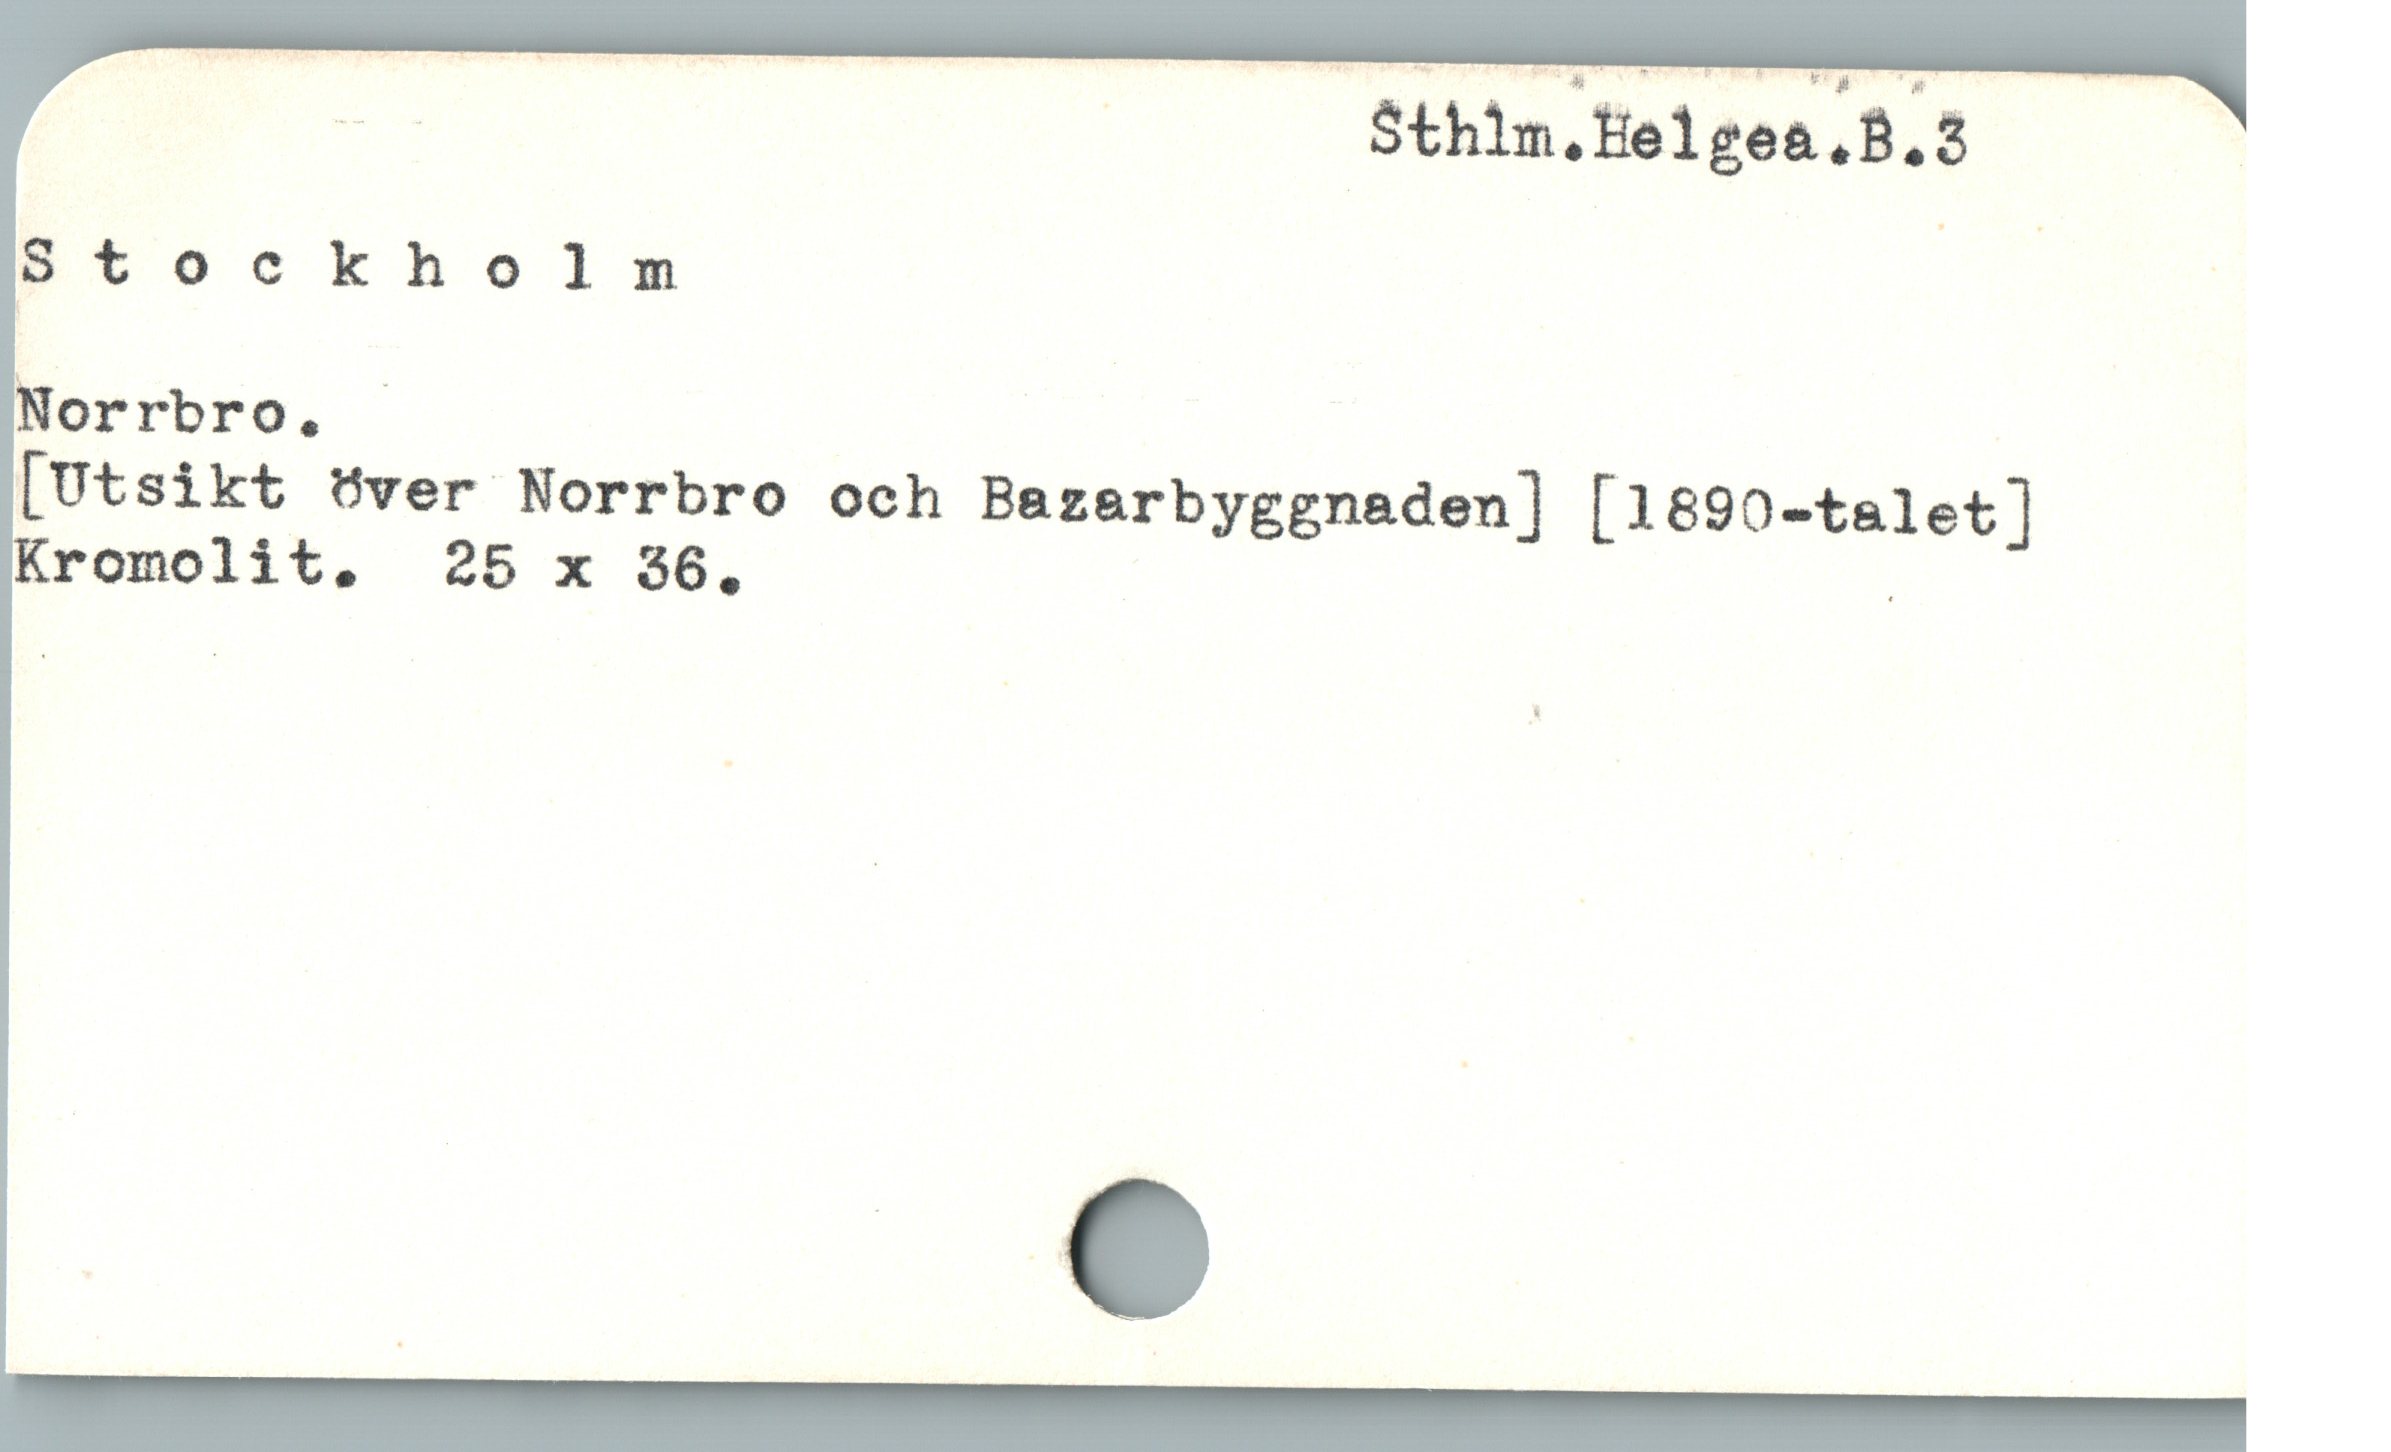 Sthlm.Helgea.B.3
S t o c k h o l m
Norrbro.
[Utsikt över Norrbro och Bazarbyggnaden] [1890-talet]
Kromolit. 25 x 36.